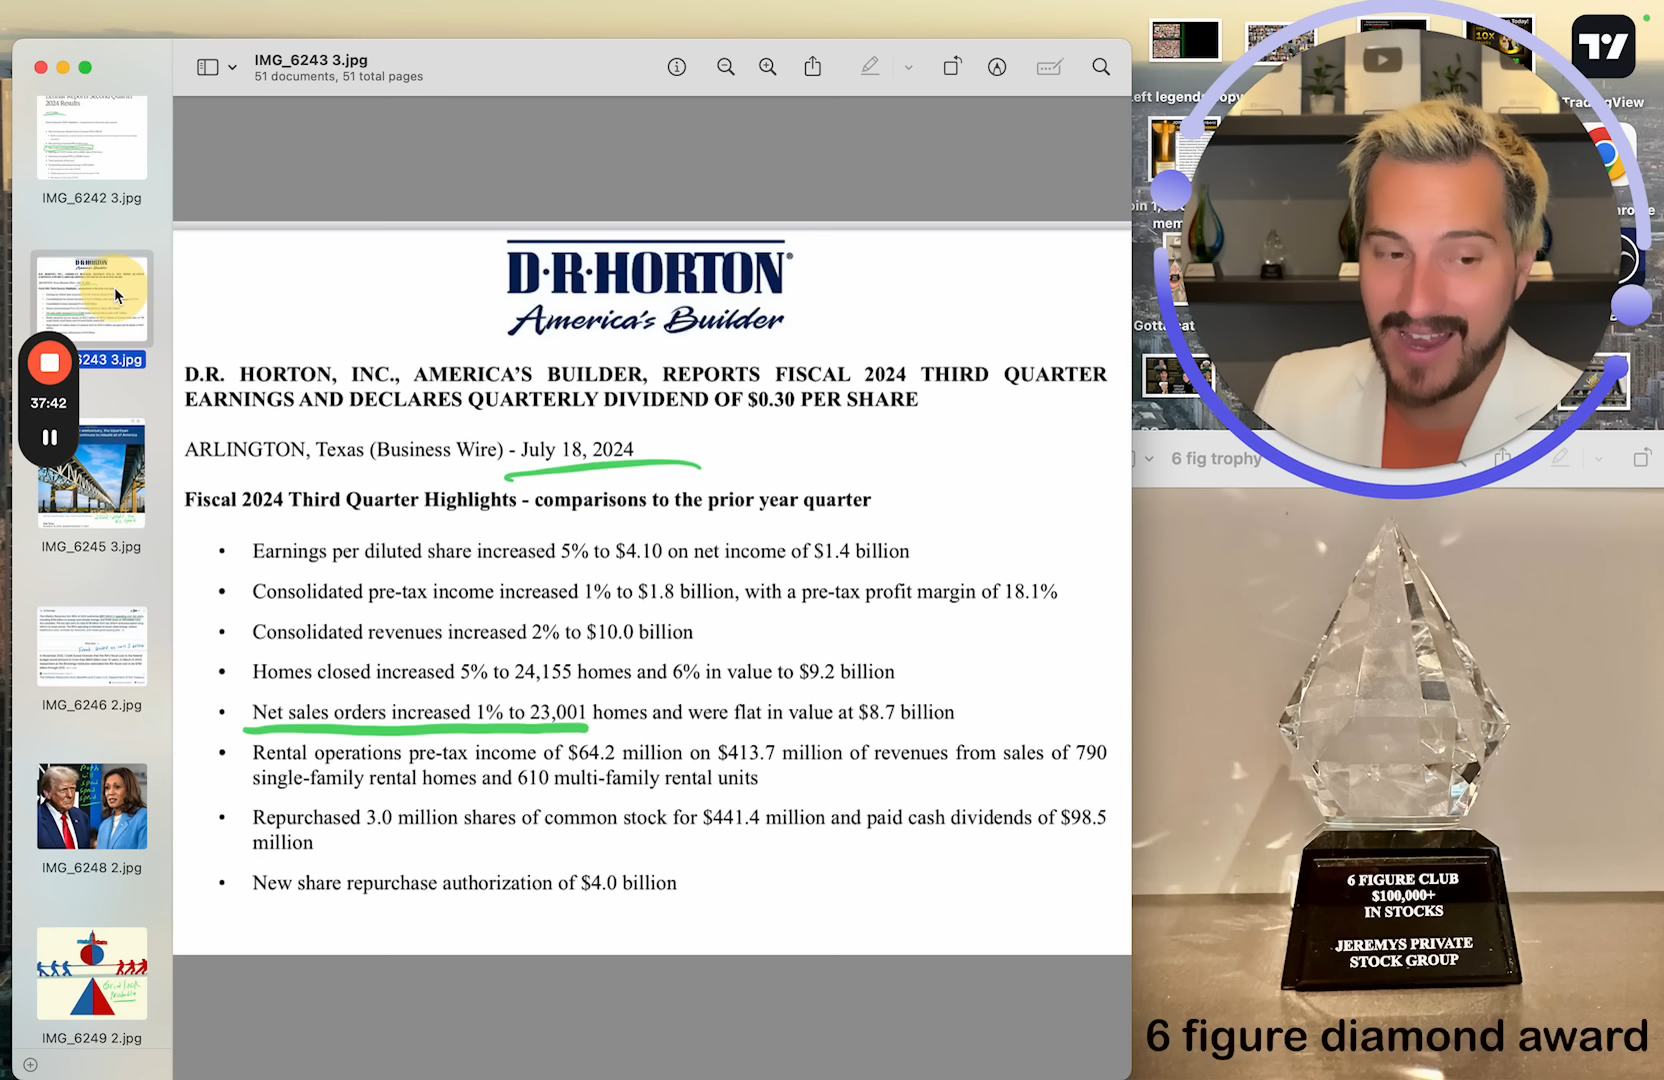 IMG_6243 3.jpg
51 documents, 51 total pages
2024 Results
IMG_6242 3.jpg
6243 3.jpg
37:42
IMG_6245 3.jpg
IMG_6246 2.jpg
IMG_6248 2.jpg
IMG_6249 2.jpg
D·R·HORTON®
America's Builder
D.R. HORTON, INC., AMERICA'S BUILDER, REPORTS FISCAL 2024 THIRD QUARTER
EARNINGS AND DECLARES QUARTERLY DIVIDEND OF $0.30 PER SHARE
ARLINGTON, Texas (Business Wire) - July 18, 2024
Fiscal 2024 Third Quarter Highlights - comparisons to the prior year quarter
• Earnings per diluted share increased 5% to $4.10 on net income of $1.4 billion
• Consolidated pre-tax income increased 1% to $1.8 billion, with a pre-tax profit margin of 18.1%
• Consolidated revenues increased 2% to $10.0 billion
• Homes closed increased 5% to 24,155 homes and 6% in value to $9.2 billion
• Net sales orders increased 1% to 23,001 homes and were flat in value at $8.7 billion
• Rental operations pre-tax income of $64.2 million on $413.7 million of revenues from sales of 790
single-family rental homes and 610 multi-family rental units
• Repurchased 3.0 million shares of common stock for $441.4 million and paid cash dividends of $98.5
million
• New share repurchase authorization of $4.0 billion
TradingView
6 fig trophy
6 FIGURE CLUB
$100,000+
IN STOCKS
JEREMYS PRIVATE
STOCK GROUP
6 figure diamond award